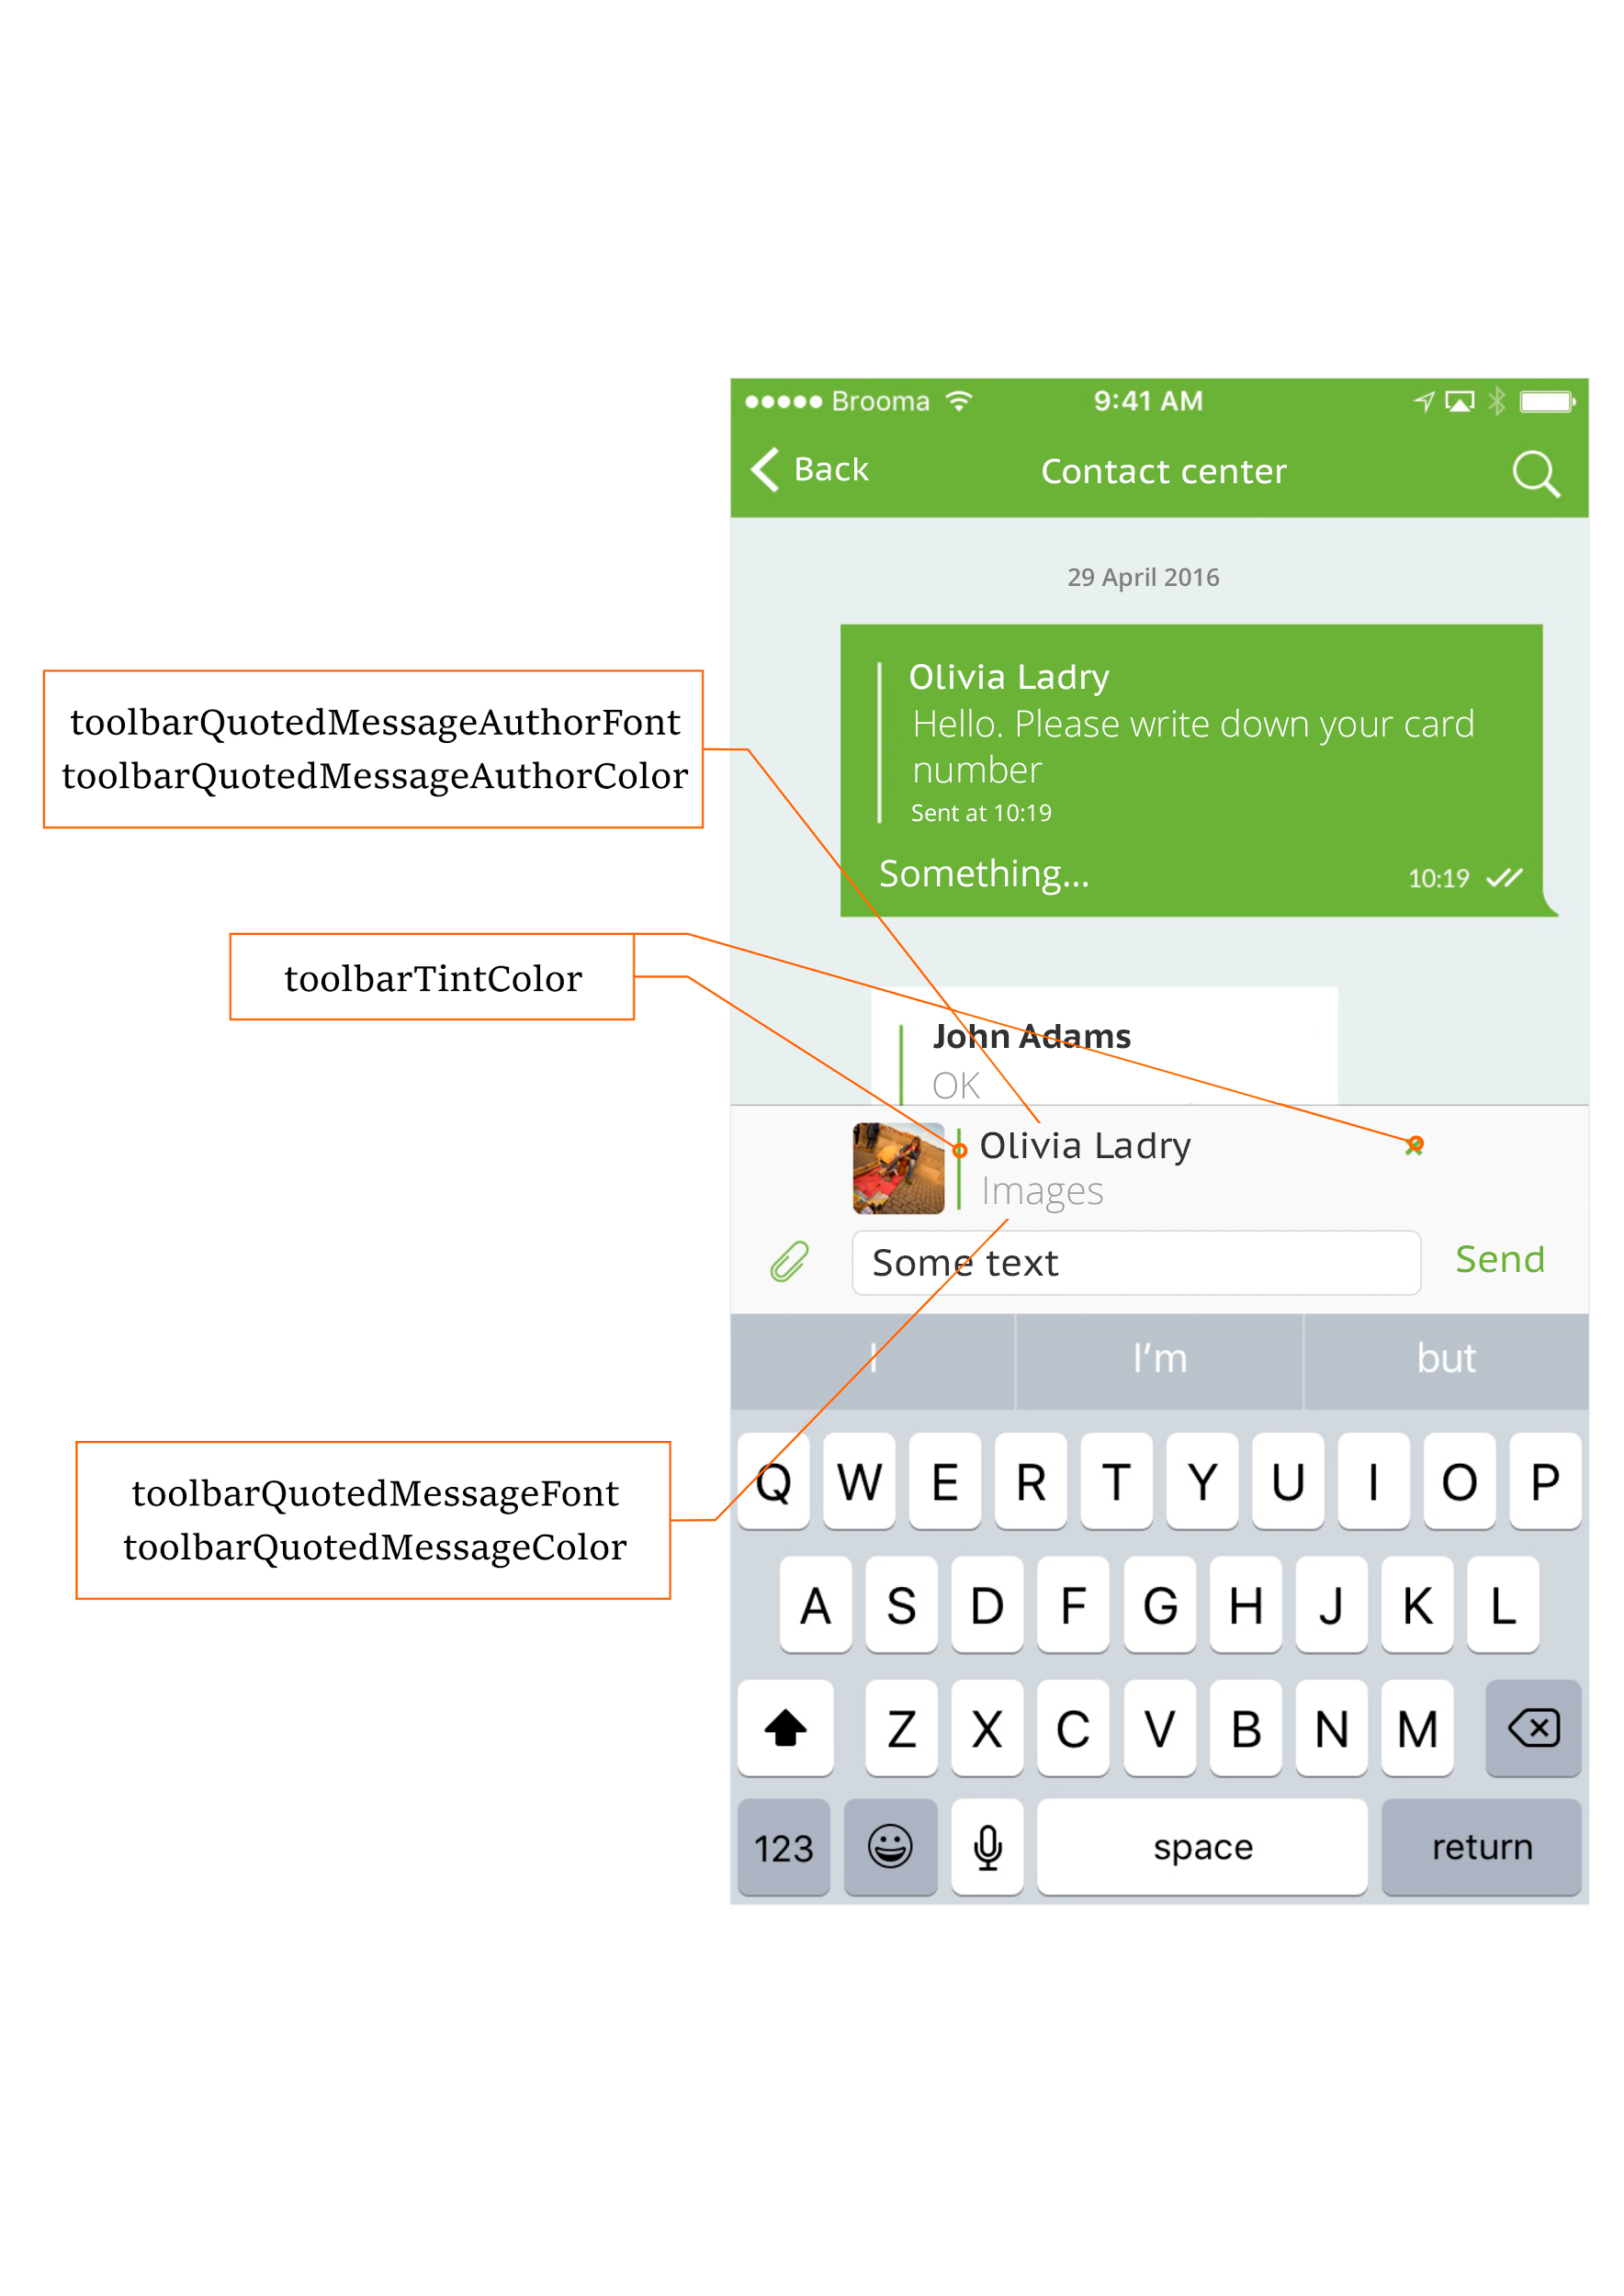 Brooma 9:41 AM
Back Contact center
29 April 2016
Olivia Ladry
Hello. Please write down your card
number
Sent at 10:19
Something... 10:19
toolbarQuotedMessageAuthorFont
toolbarQuotedMessageAuthorColor
toolbarTintColor
John Adams
OK
Olivia Ladry
Images
Some text Send
I I’m but
toolbarQuotedMessageFont
toolbarQuotedMessageColor
Q W E R T Y U I O P
A S D F G H J K L
Z X C V B N M
123 space return